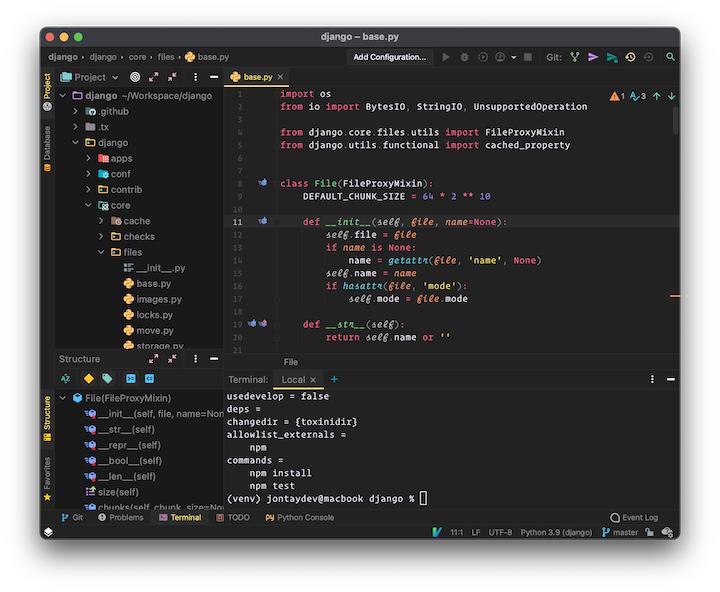 django – base.py
django
django
core
files
base.py
Add Configuration...
Git:
Project
django ~/Workspace/django
.github
.tx
django
apps
conf
contrib
core
cache
checks
files
__init__.py
base.py
images.py
locks.py
move.py
storage.py
Project
Database
Structure
Favorites
base.py
1 import os
2 from io import BytesIO, StringIO, UnsupportedOperation
3
4 from django.core.files.utils import FileProxyMixin
5 from django.utils.functional import cached_property
6
7
8 class File(FileProxyMixin):
9 DEFAULT_CHUNK_SIZE = 64 * 2 ** 10
10
11 def __init__(self, file, name=None):
12 self.file = file
13 if name is None:
14 name = getattr(file, 'name', None)
15 self.name = name
16 if hasattr(file, 'mode'):
17 self.mode = file.mode
18
19 def __str__(self):
20 return self.name or ''
21
1
3
File
Structure
File(FileProxyMixin)
__init__(self, file, name=Non
__str__(self)
__repr__(self)
__bool__(self)
__len__(self)
size(self)
chunks(self, chunk_size=Non
Terminal:
Local
usedevelop = false
deps =
changedir = {toxinidir}
allowlist_externals =
npm
commands =
npm install
npm test
(venv) jontaydev@macbook django %
Git
Problems
Terminal
TODO
Python Console
Event Log
11:1
LF
UTF-8
Python 3.9 (django)
master